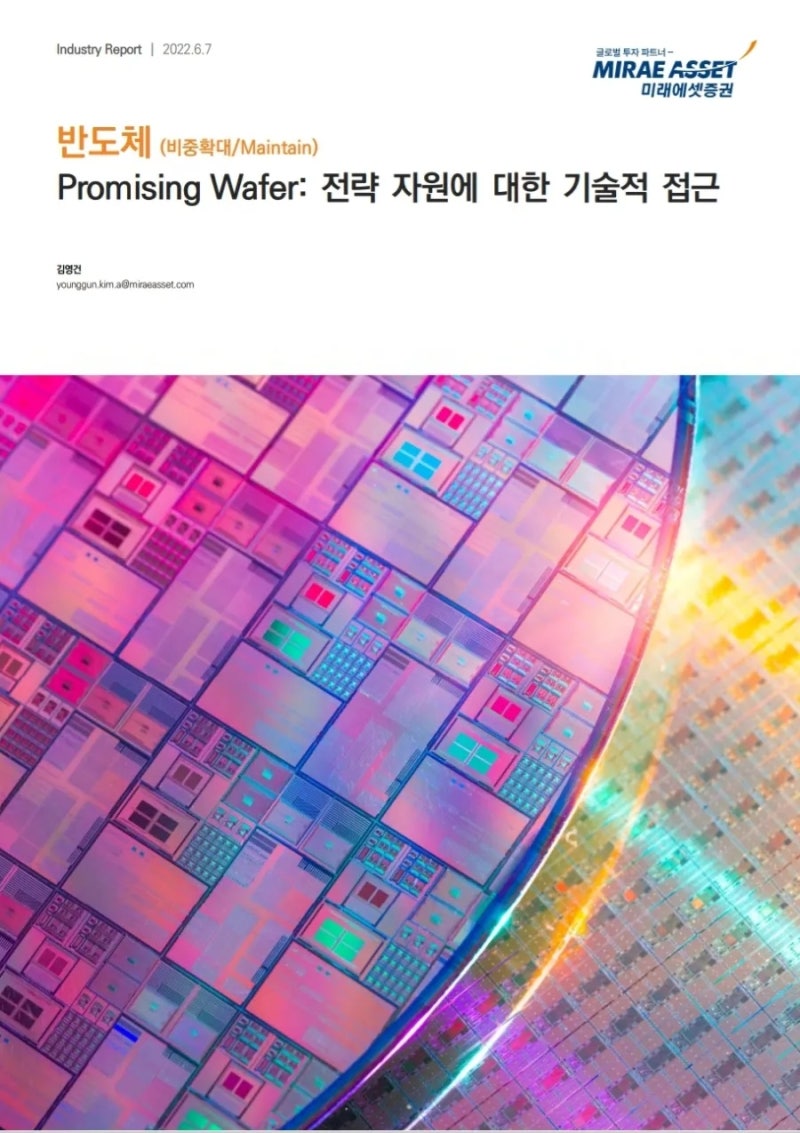 Industry Report | 2022.6.7
글로벌 투자 파트너 –
MIRAE ASSET
미래에셋증권
반도체 (비중확대/Maintain)
Promising Wafer: 전략 자원에 대한 기술적 접근
김영건
younggun.kim.a@miraeasset.com